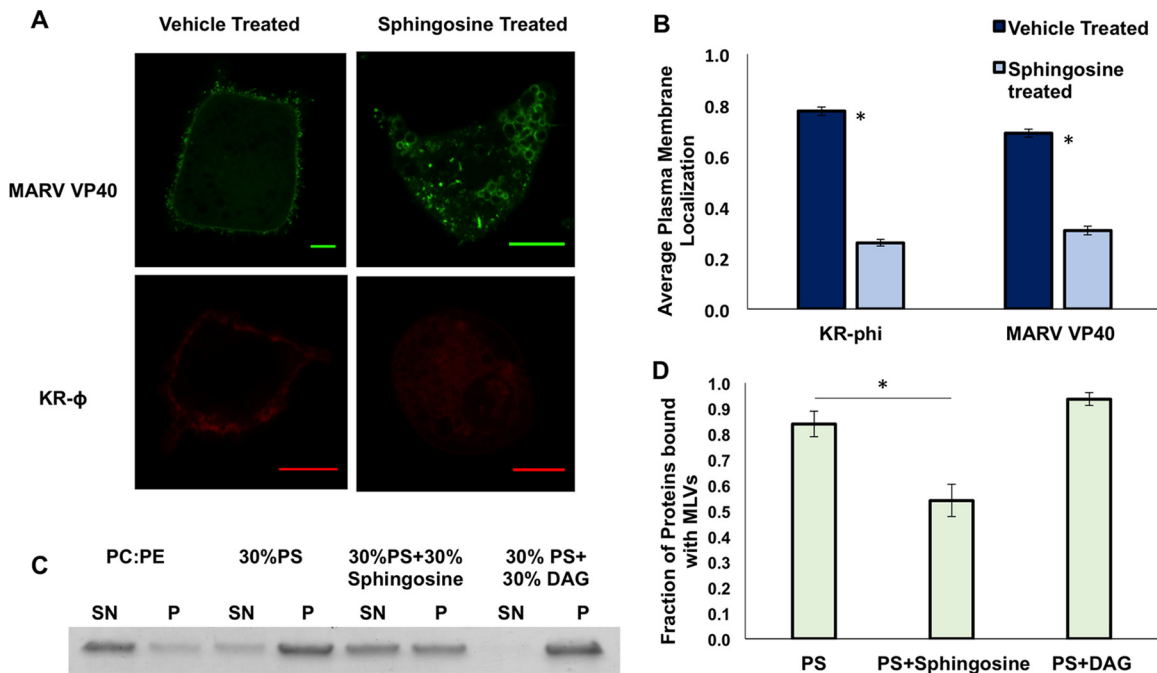 A
Vehicle Treated
Sphingosine Treated
MARV VP40
KR-ϕ
B
Vehicle Treated
Sphingosine
treated
Average Plasma Membrane
Localization
0.8
0.6
0.4
0.2
0.0
*
*
KR-phi
MARV VP40
C
PC:PE
30%PS
30%PS+30%
Sphingosine
30% PS+
30% DAG
SN P SN P SN P SN P
D
Fraction of Proteins bound
with MLVs
1.0
0.9
0.8
0.7
0.6
0.5
0.4
0.3
0.2
0.1
0.0
*
PS
PS+Sphingosine
PS+DAG